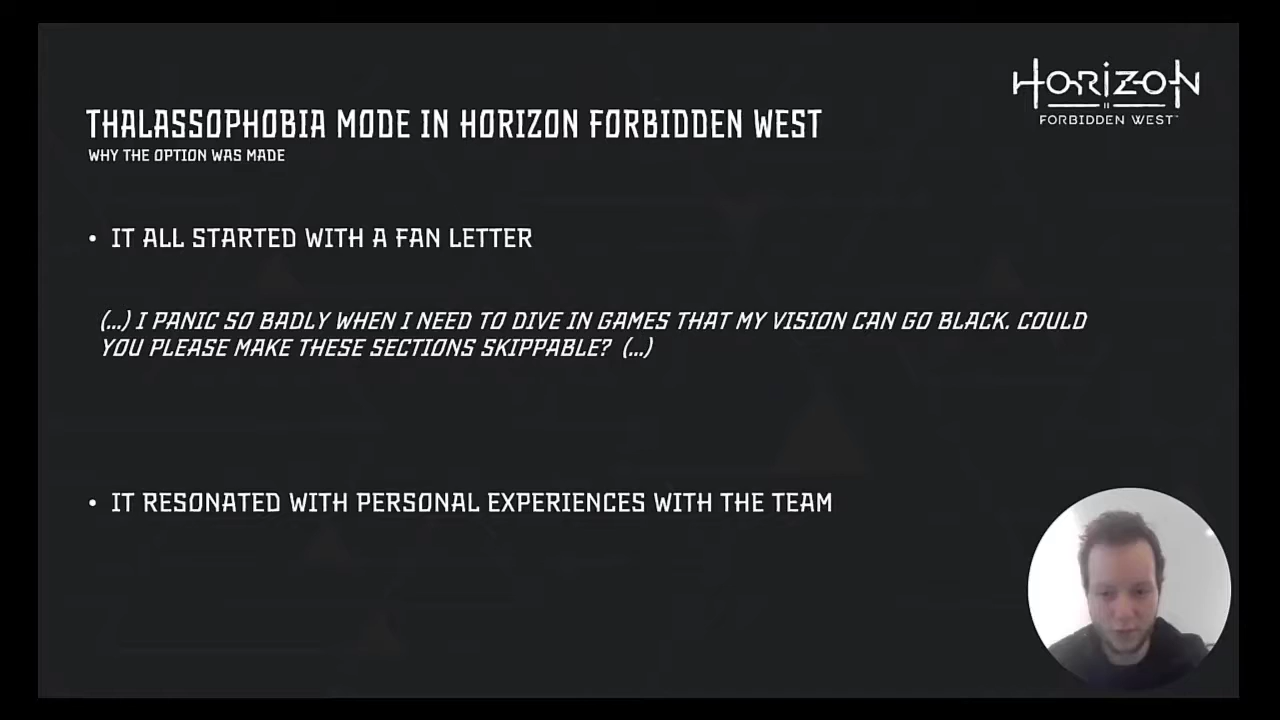 HORIZON
II
FORBIDDEN WEST™
THALASSOPHOBIA MODE IN HORIZON FORBIDDEN WEST
WHY THE OPTION WAS MADE
• IT ALL STARTED WITH A FAN LETTER
(...) I PANIC SO BADLY WHEN I NEED TO DIVE IN GAMES THAT MY VISION CAN GO BLACK. COULD
YOU PLEASE MAKE THESE SECTIONS SKIPPABLE? (...)
• IT RESONATED WITH PERSONAL EXPERIENCES WITH THE TEAM